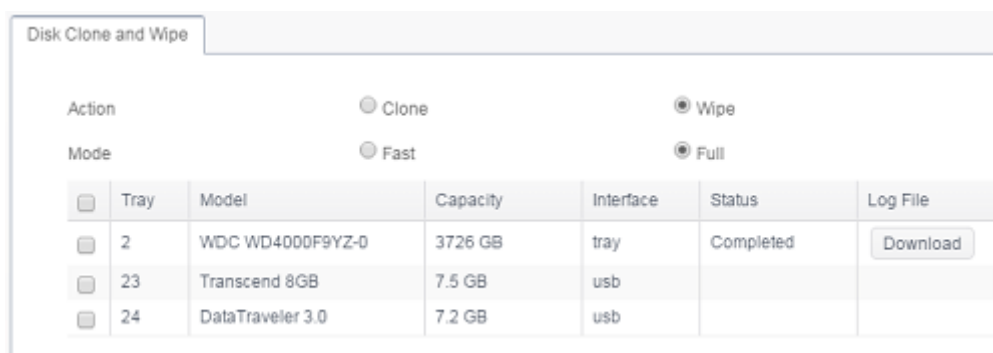 Disk Clone and Wipe
Action Clone Wipe
Mode Fast Full
Tray Model Capacity Interface Status Log File
2 WDC WD4000F9YZ-0 3726 GB tray Completed Download
23 Transcend 8GB 7.5 GB usb
24 DataTraveler 3.0 7.2 GB usb